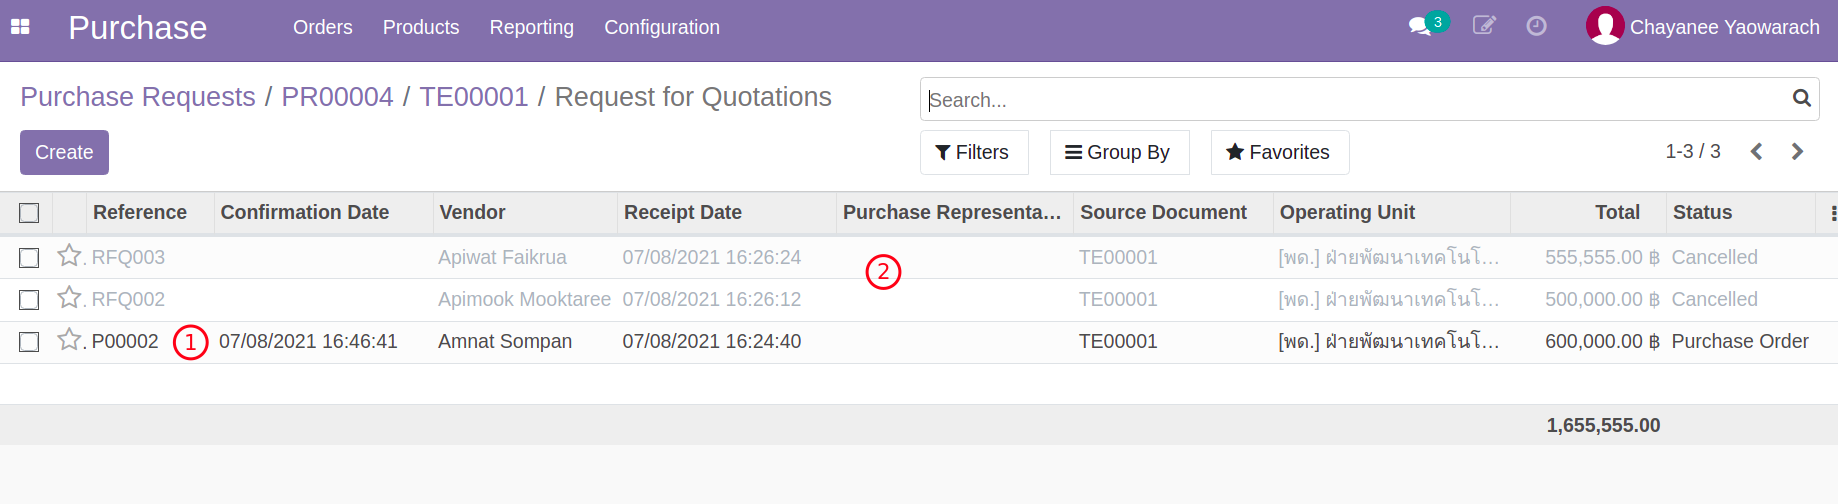 Purchase Orders Products Reporting Configuration 3 Chayanee Yaowarach
Purchase Requests / PR00004 / TE00001 / Request for Quotations Search...
Create Filters Group By Favorites 1-3 / 3
Reference Confirmation Date Vendor Receipt Date Purchase Representa... Source Document Operating Unit Total Status
RFQ003 Apiwat Faikrua 07/08/2021 16:26:24 2 TE00001 [พด.] ฝ่ายพัฒนาเทคโนโ... 555,555.00 ฿ Cancelled
RFQ002 Apimook Mooktaree 07/08/2021 16:26:12 TE00001 [พด.] ฝ่ายพัฒนาเทคโนโ... 500,000.00 ฿ Cancelled
P00002 1 07/08/2021 16:46:41 Amnat Sompan 07/08/2021 16:24:40 TE00001 [พด.] ฝ่ายพัฒนาเทคโนโ... 600,000.00 ฿ Purchase Order
1,655,555.00